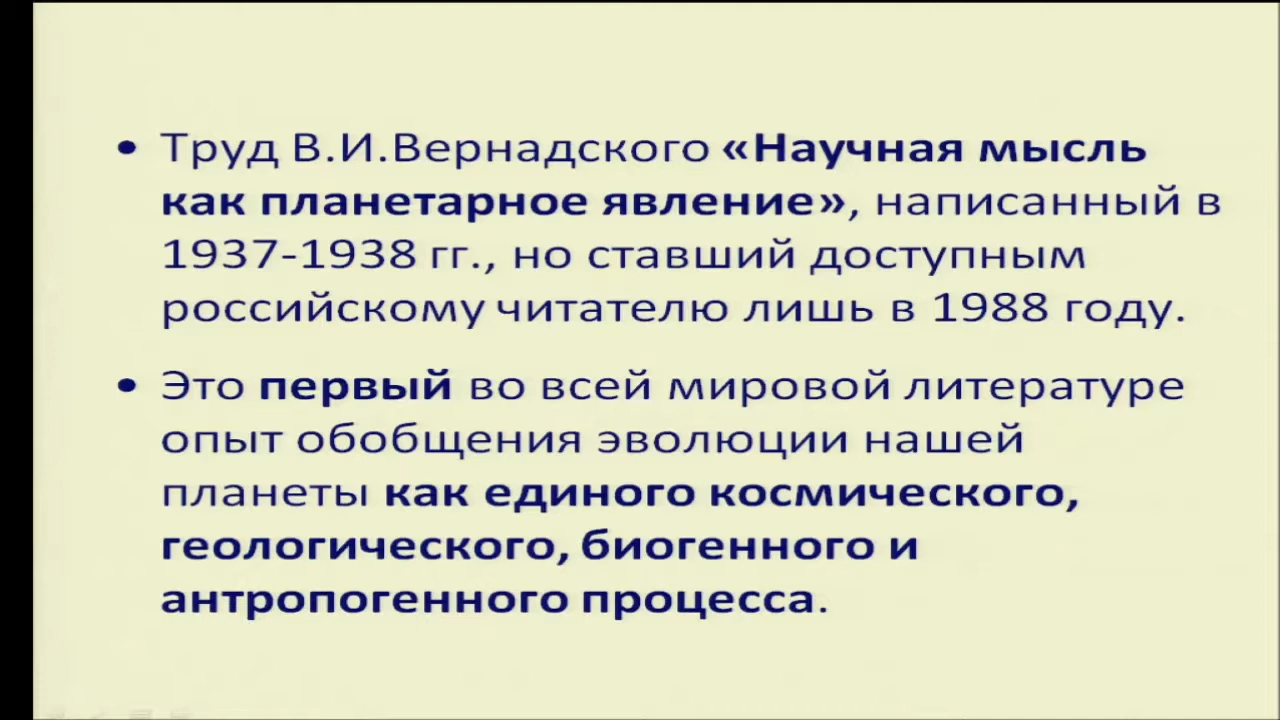 • Труд В.И.Вернадского «Научная мысль
как планетарное явление», написанный в
1937-1938 гг., но ставший доступным
российскому читателю лишь в 1988 году.
• Это первый во всей мировой литературе
опыт обобщения эволюции нашей
планеты как единого космического,
геологического, биогенного и
антропогенного процесса.